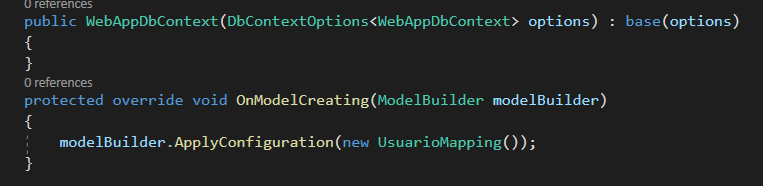 0 references
public WebAppDbContext(DbContextOptions<WebAppDbContext> options) : base(options)
{
}
0 references
protected override void OnModelCreating(ModelBuilder modelBuilder)
{
modelBuilder.ApplyConfiguration(new UsuarioMapping());
}